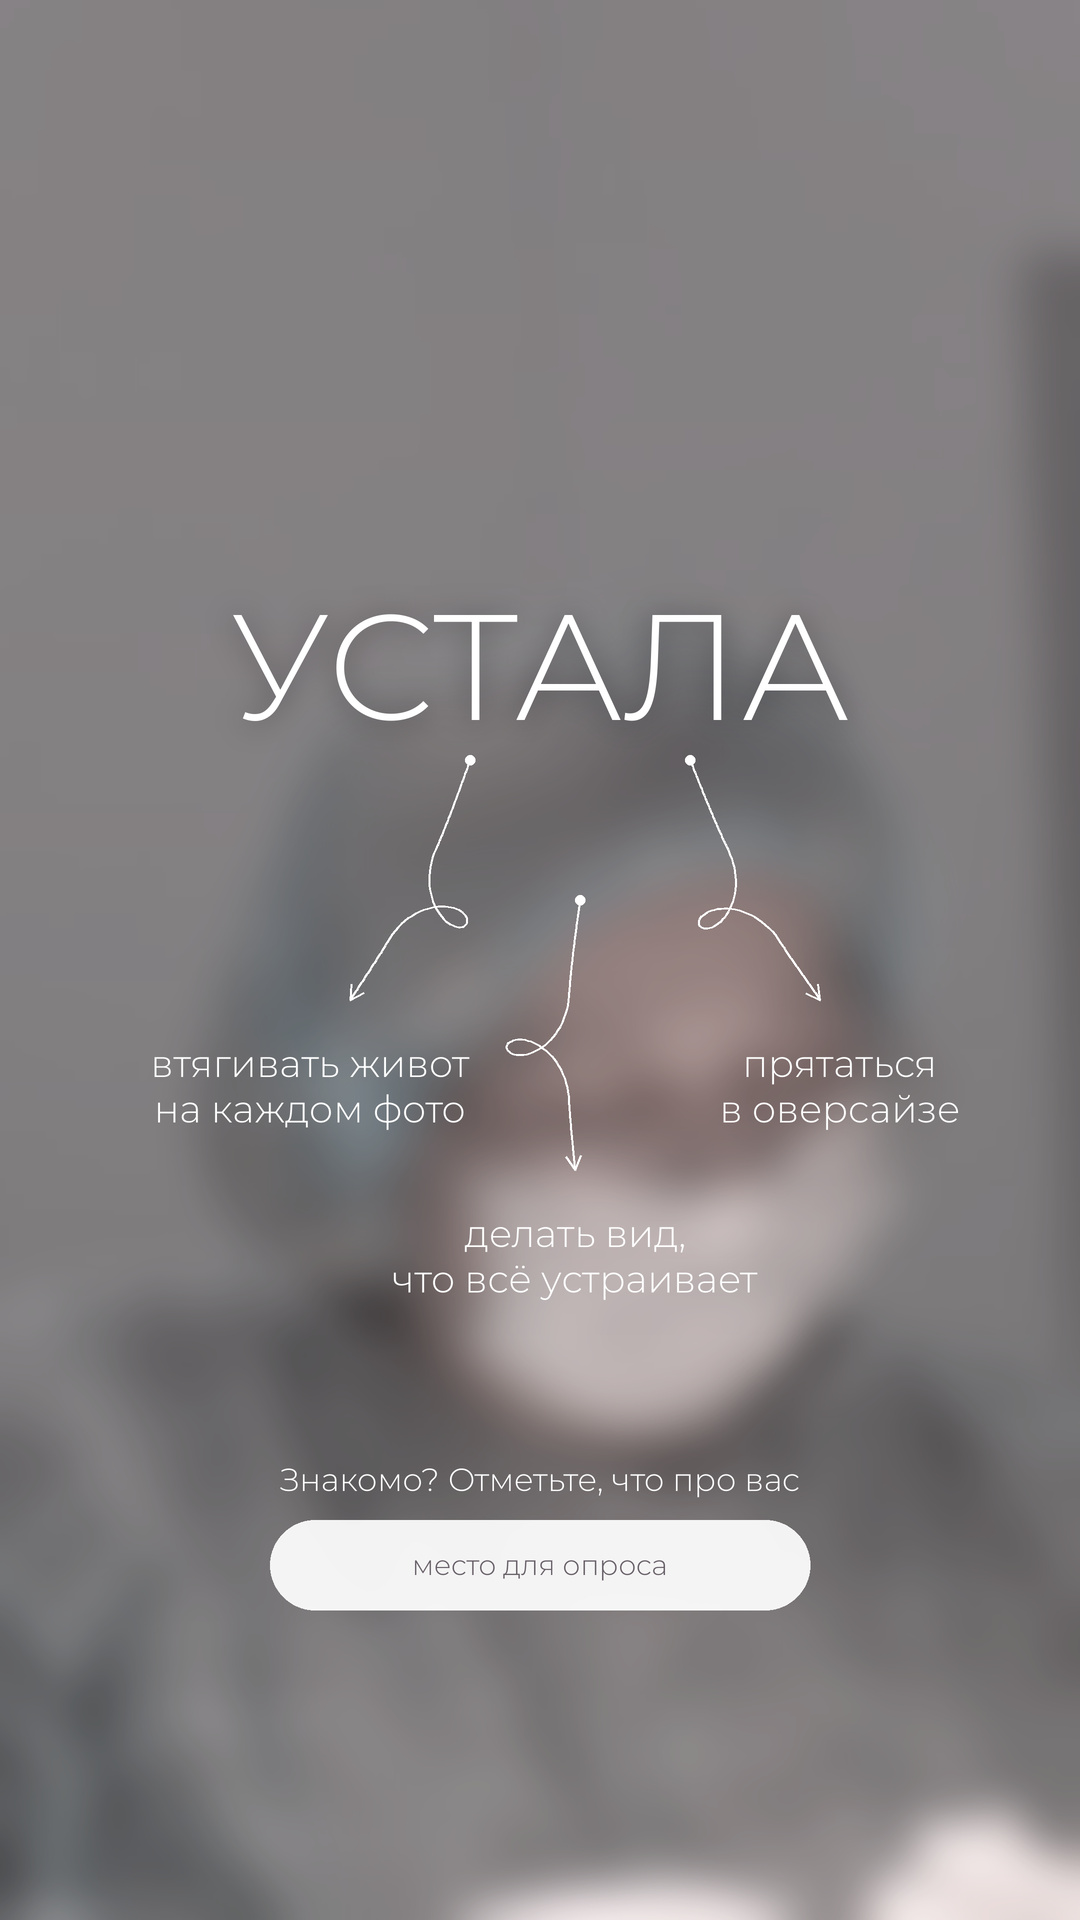 УСТАЛА
втягивать живот
на каждом фото
прятаться
в оверсайзе
делать вид,
что всё устраивает
Знакомо? Отметьте, что про вас
место для опроса